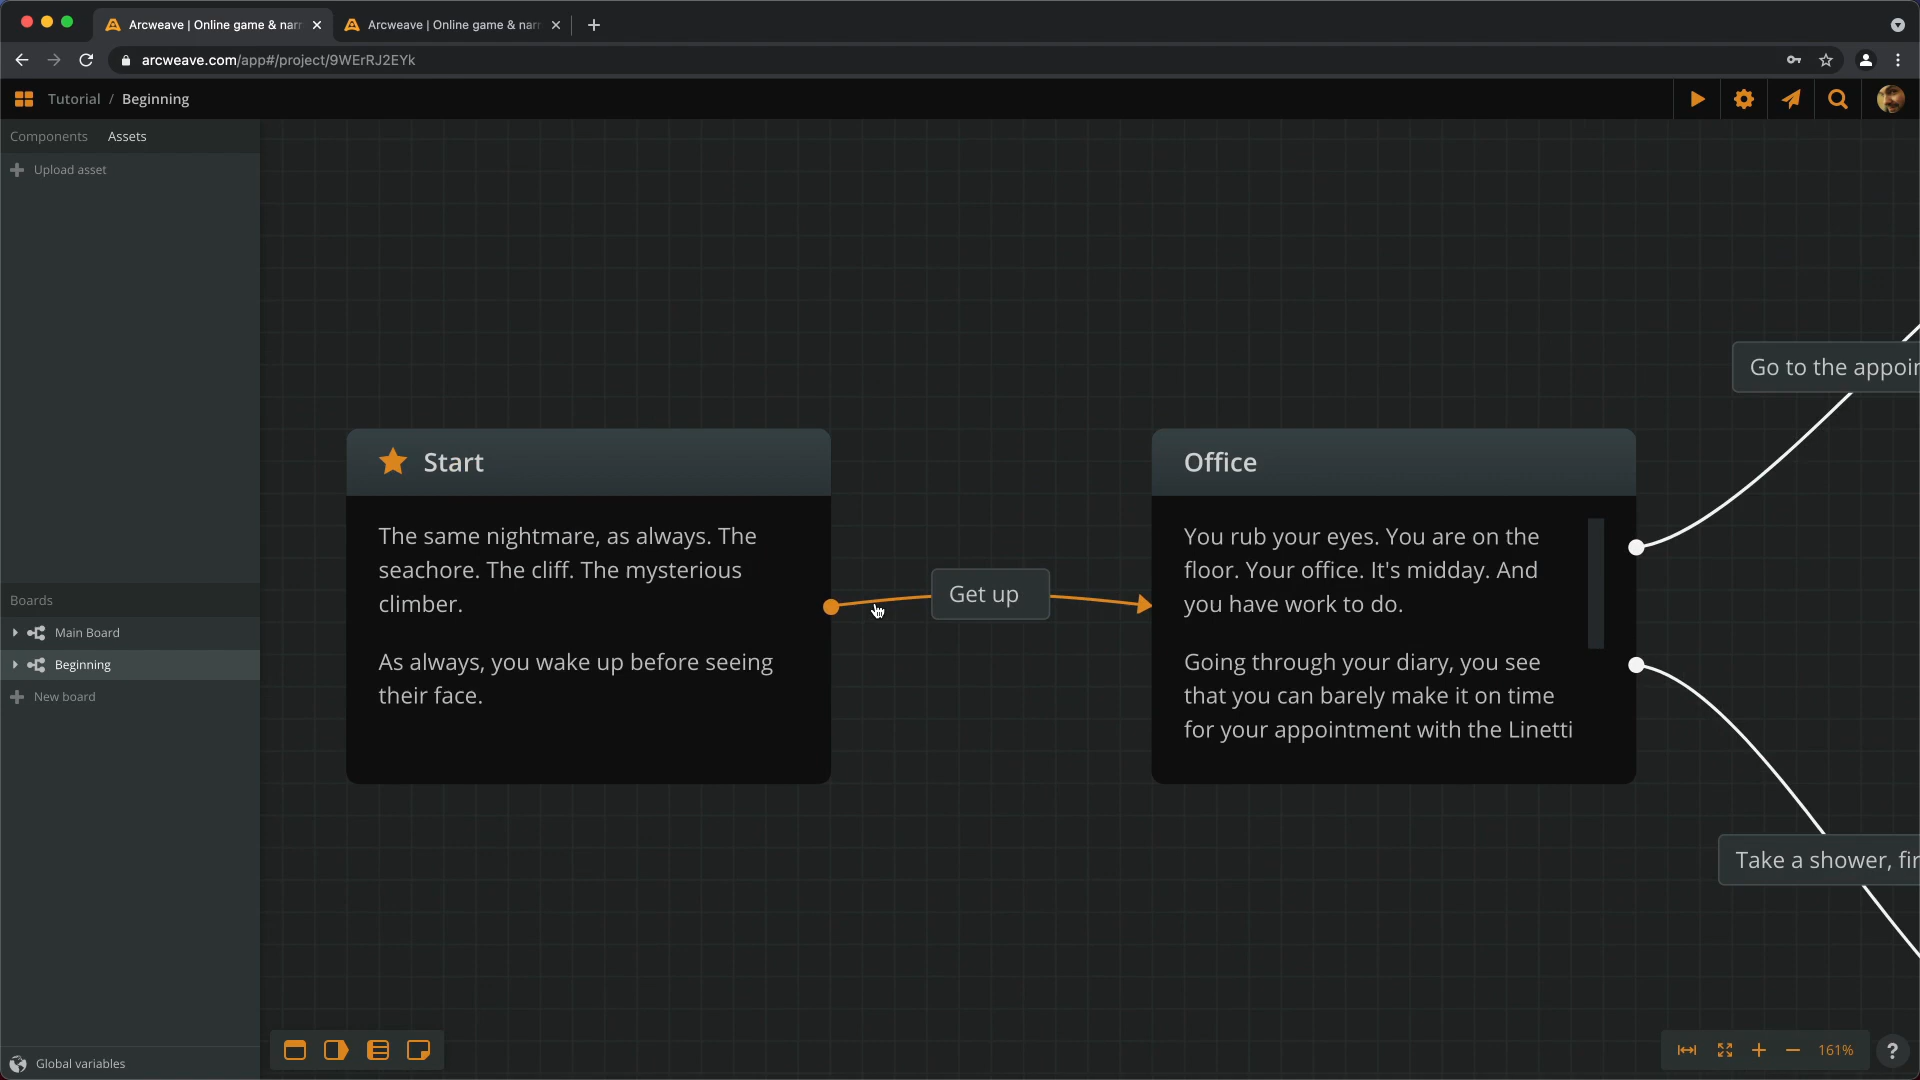 Arcweave | Online game & narr
Arcweave | Online game & narr
arcweave.com/app#/project/9WErRJ2EYk
Tutorial / Beginning
Components Assets
Upload asset
Go to the appoin
Start
Office
The same nightmare, as always. The
seachore. The cliff. The mysterious
climber.
As always, you wake up before seeing
their face.
Get up
You rub your eyes. You are on the
floor. Your office. It's midday. And
you have work to do.
Going through your diary, you see
that you can barely make it on time
for your appointment with the Linetti
Boards
Main Board
Beginning
New board
Take a shower, fir
Global variables
161%
?